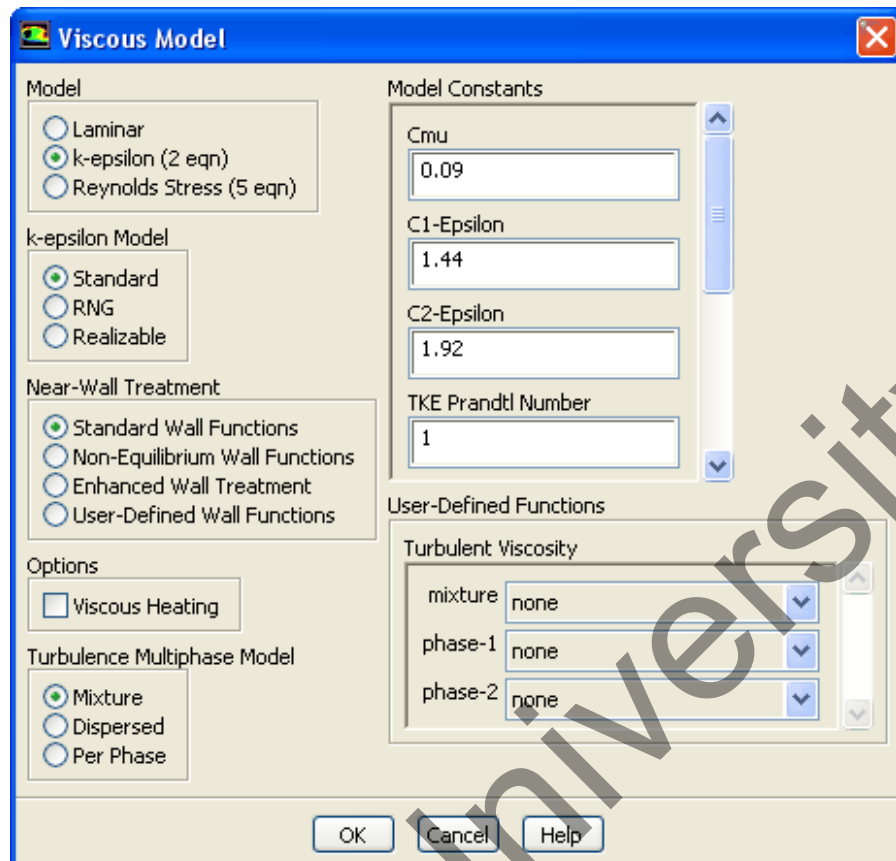 Viscous Model
Model
Laminar
k-epsilon (2 eqn)
Reynolds Stress (5 eqn)
k-epsilon Model
Standard
RNG
Realizable
Near-Wall Treatment
Standard Wall Functions
Non-Equilibrium Wall Functions
Enhanced Wall Treatment
User-Defined Wall Functions
Options
Viscous Heating
Turbulence Multiphase Model
Mixture
Dispersed
Per Phase
Model Constants
Cmu
0.09
C1-Epsilon
1.44
C2-Epsilon
1.92
TKE Prandtl Number
1
User-Defined Functions
Turbulent Viscosity
mixture none
phase-1 none
phase-2 none
OK Cancel Help
Universit